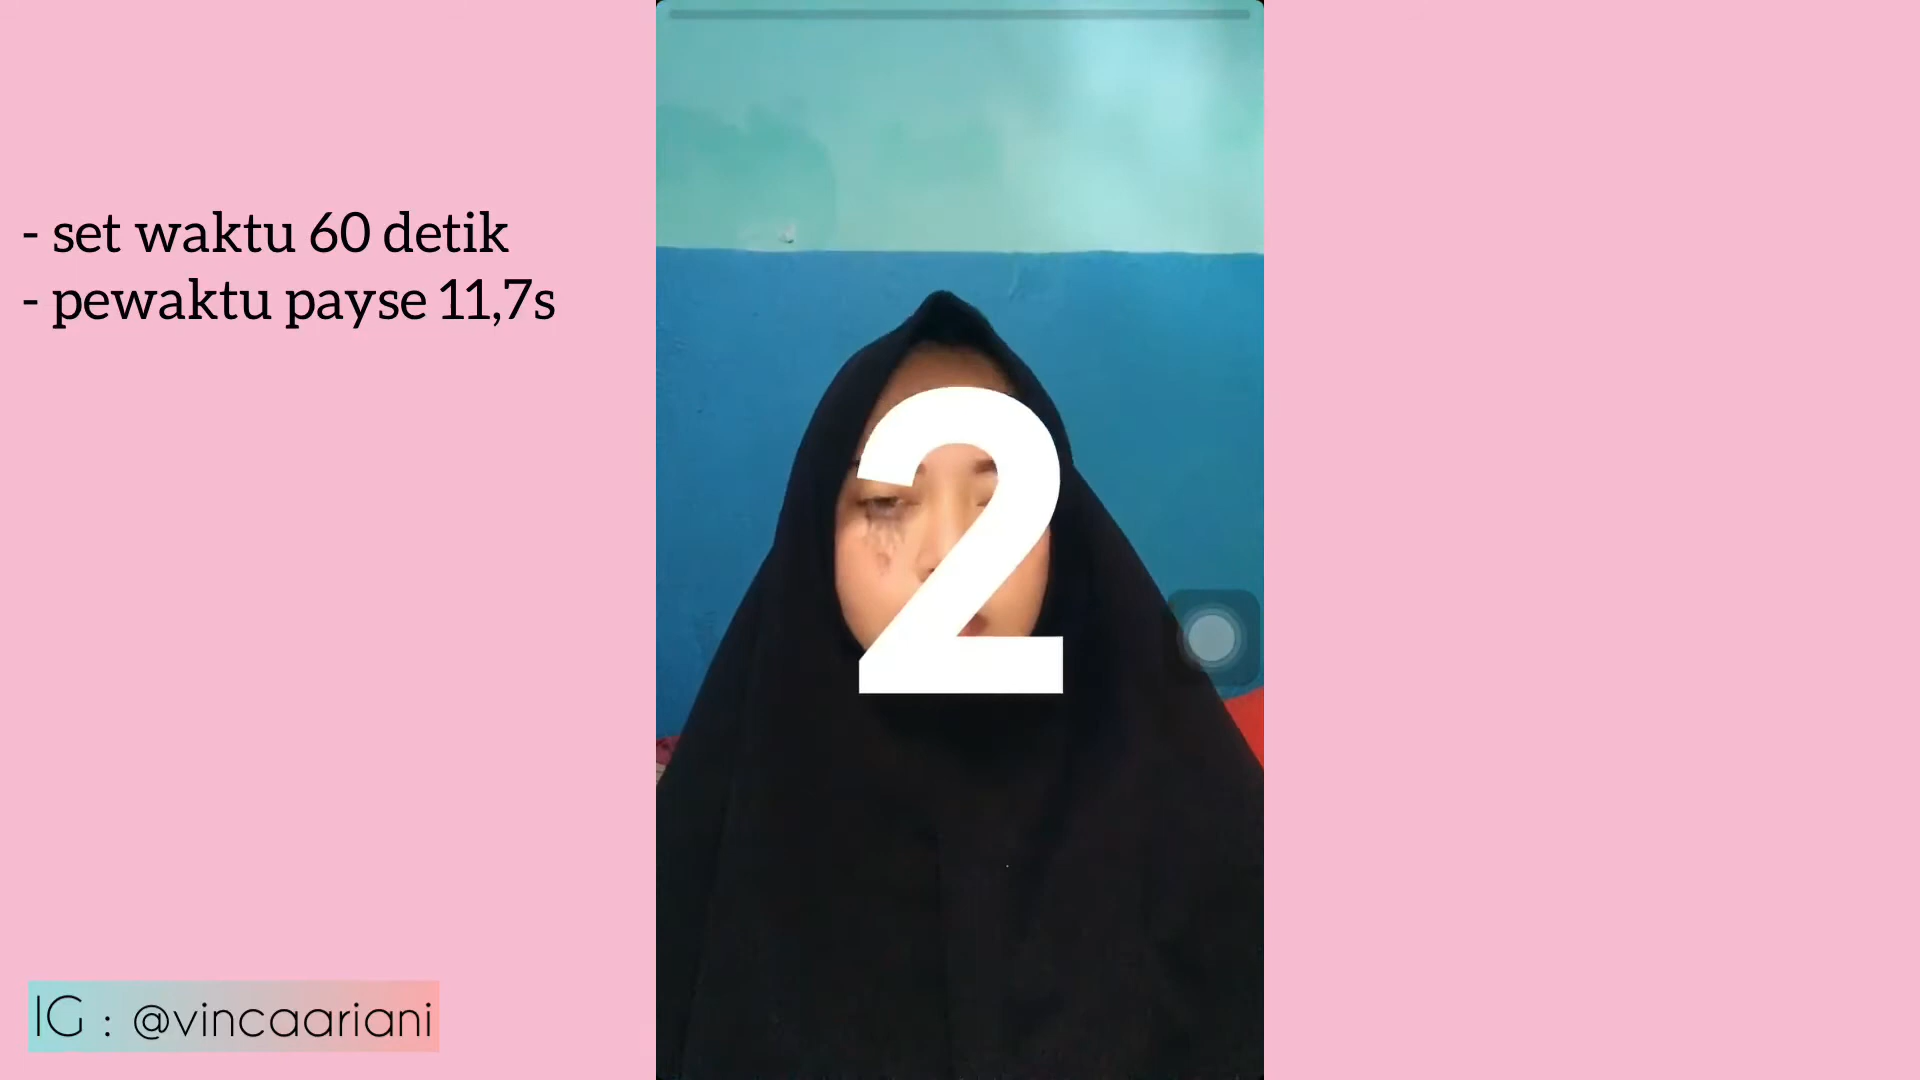 - set waktu 60 detik
- pewaktu payse 11,7s
2
IG : @vincaariani